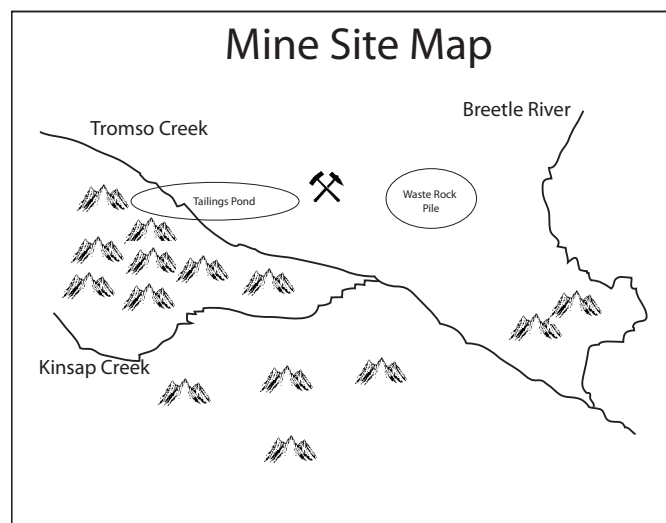 Mine Site Map
Breetle River
Tromso Creek
Tailings Pond
Waste Rock
Pile
Kinsap Creek